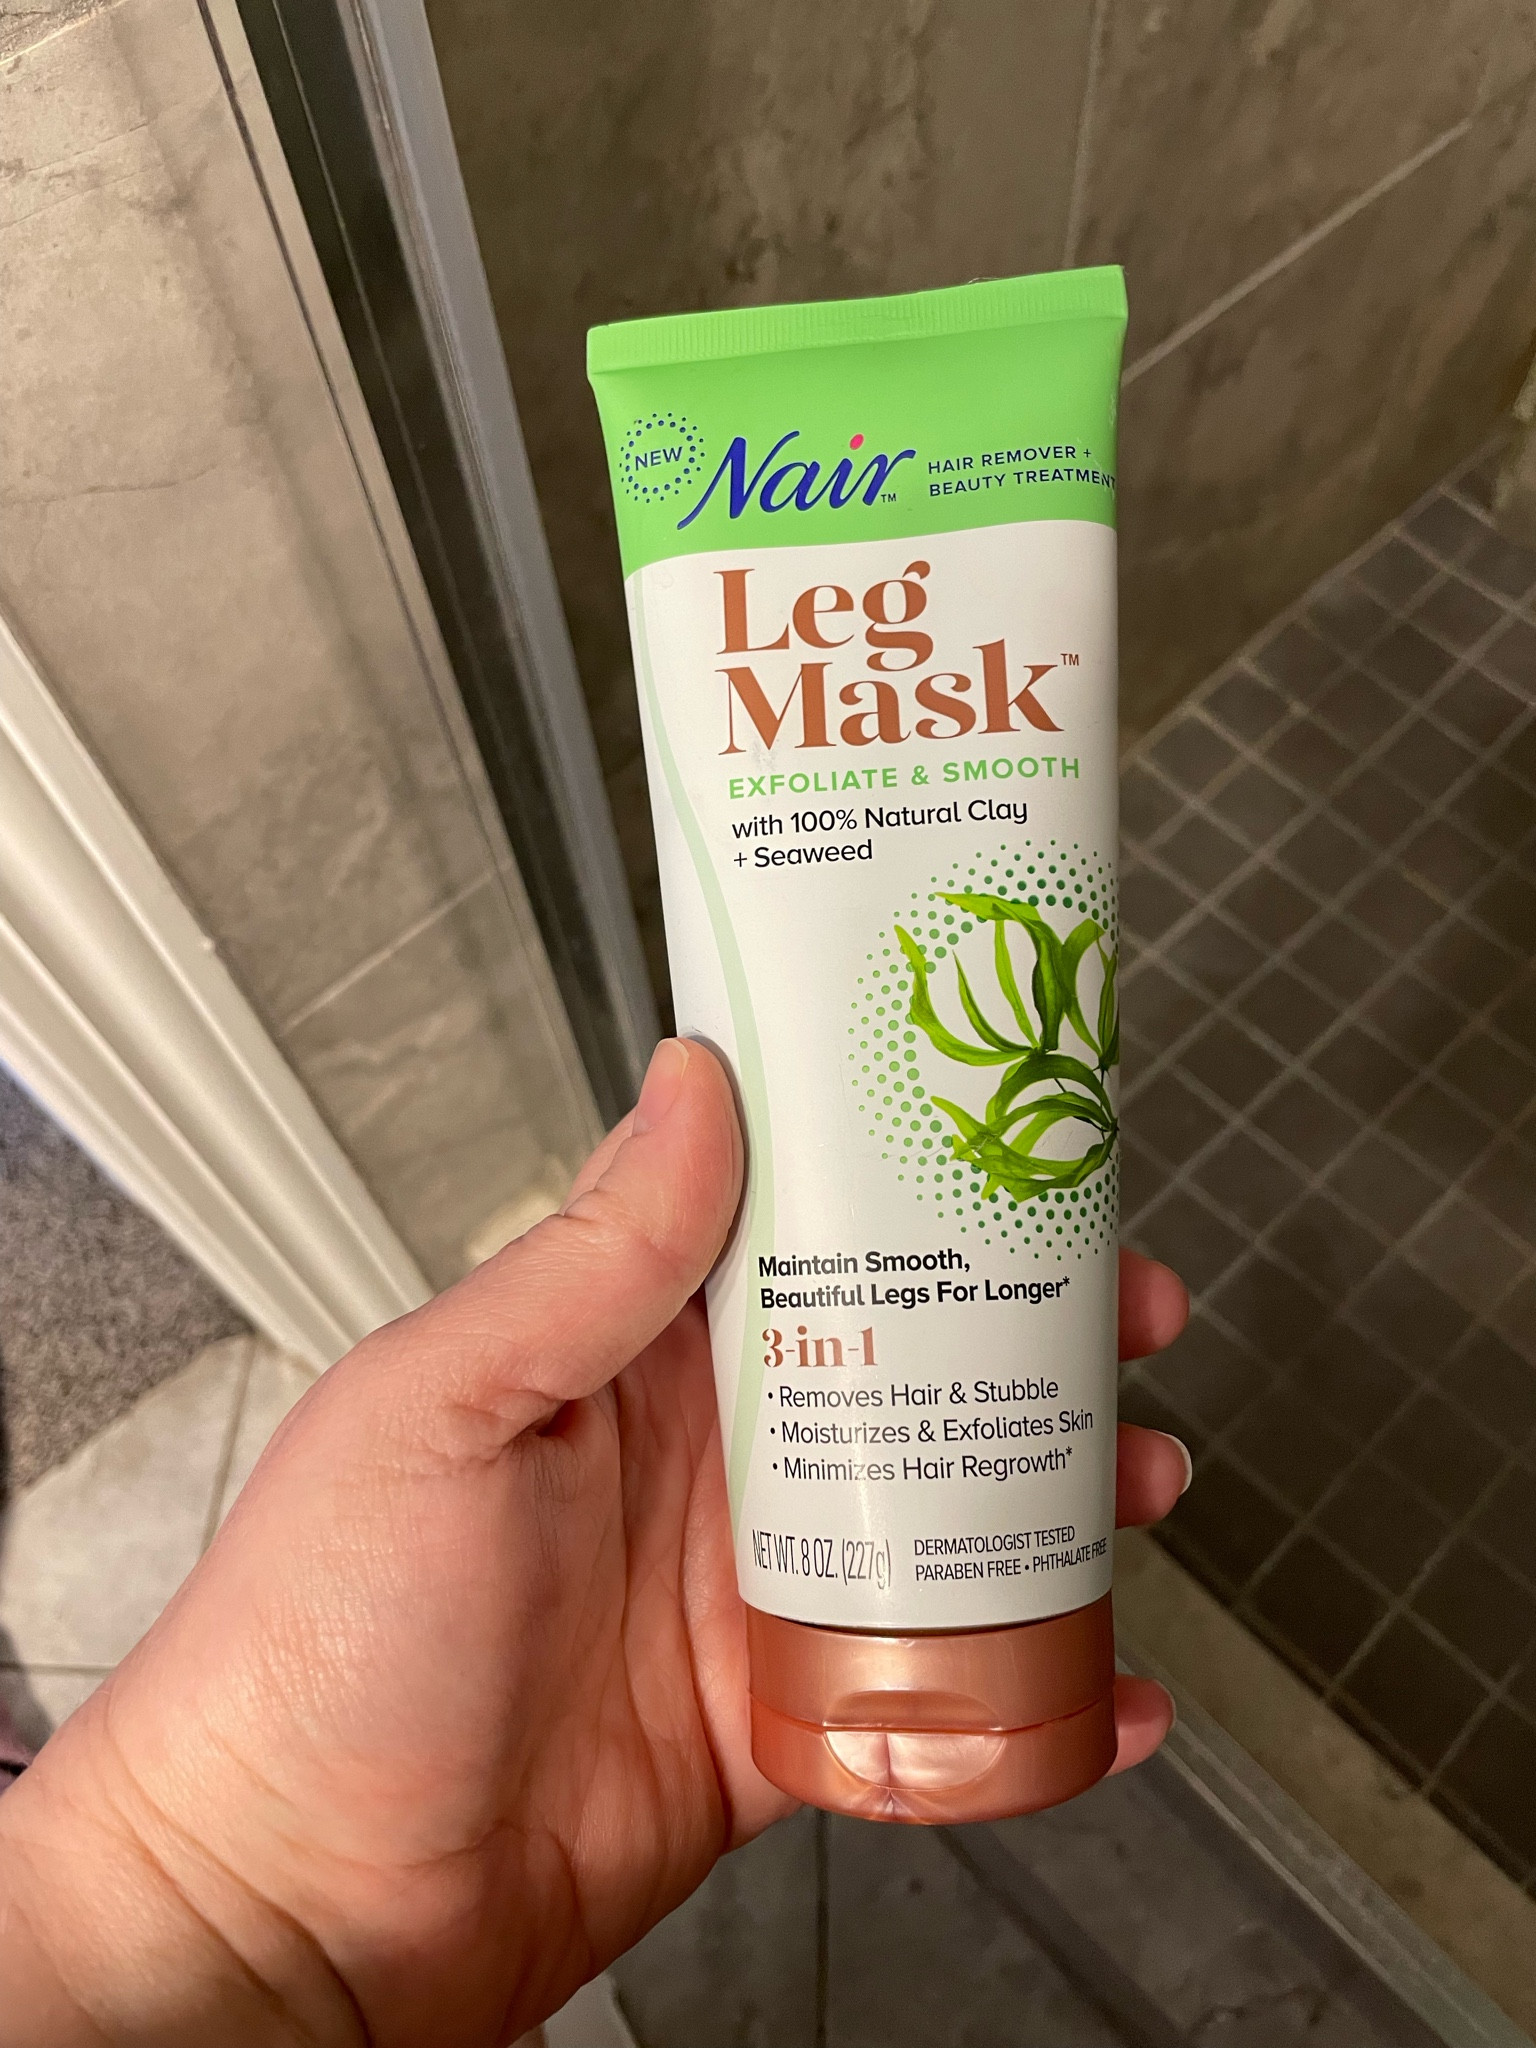 NEW
Nair™
HAIR REMOVER +
BEAUTY TREATMENT
Leg
Mask™
EXFOLIATE & SMOOTH
with 100% Natural Clay
+ Seaweed
Maintain Smooth,
Beautiful Legs For Longer*
3-in-1
• Removes Hair & Stubble
• Moisturizes & Exfoliates Skin
• Minimizes Hair Regrowth*
NET WT. 8 OZ. (227g)
DERMATOLOGIST TESTED
PARABEN FREE • PHTHALATE FREE